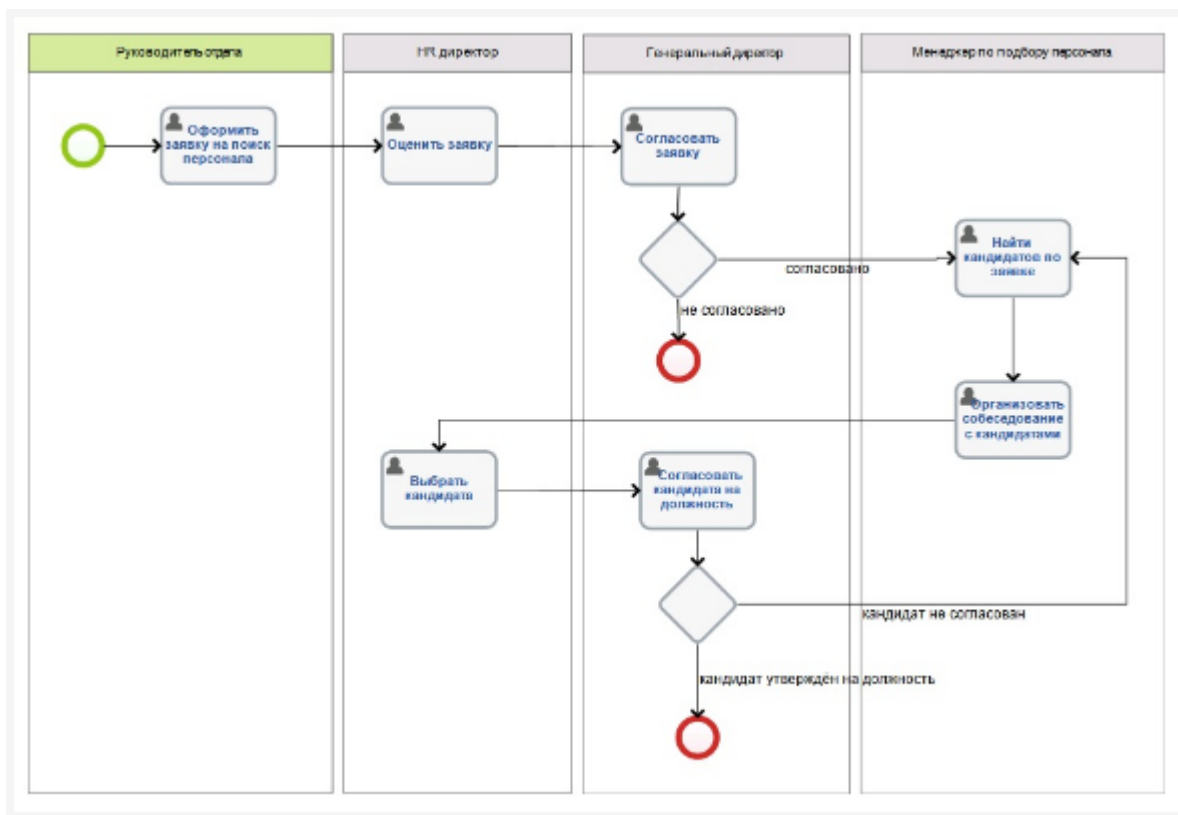 Руководитель отдела
HR директор
Генеральный директор
Менеджер по подбору персонала
Оформить
заявку на поиск
персонала
Оценить заявку
Согласовать
заявку
Найти
кандидатов по
заявке
согласовано
не согласовано
Организовать
собеседование
с кандидатами
Выбрать
кандидата
Согласовать
кандидата на
должность
кандидат не согласован
кандидат утверждён на должность